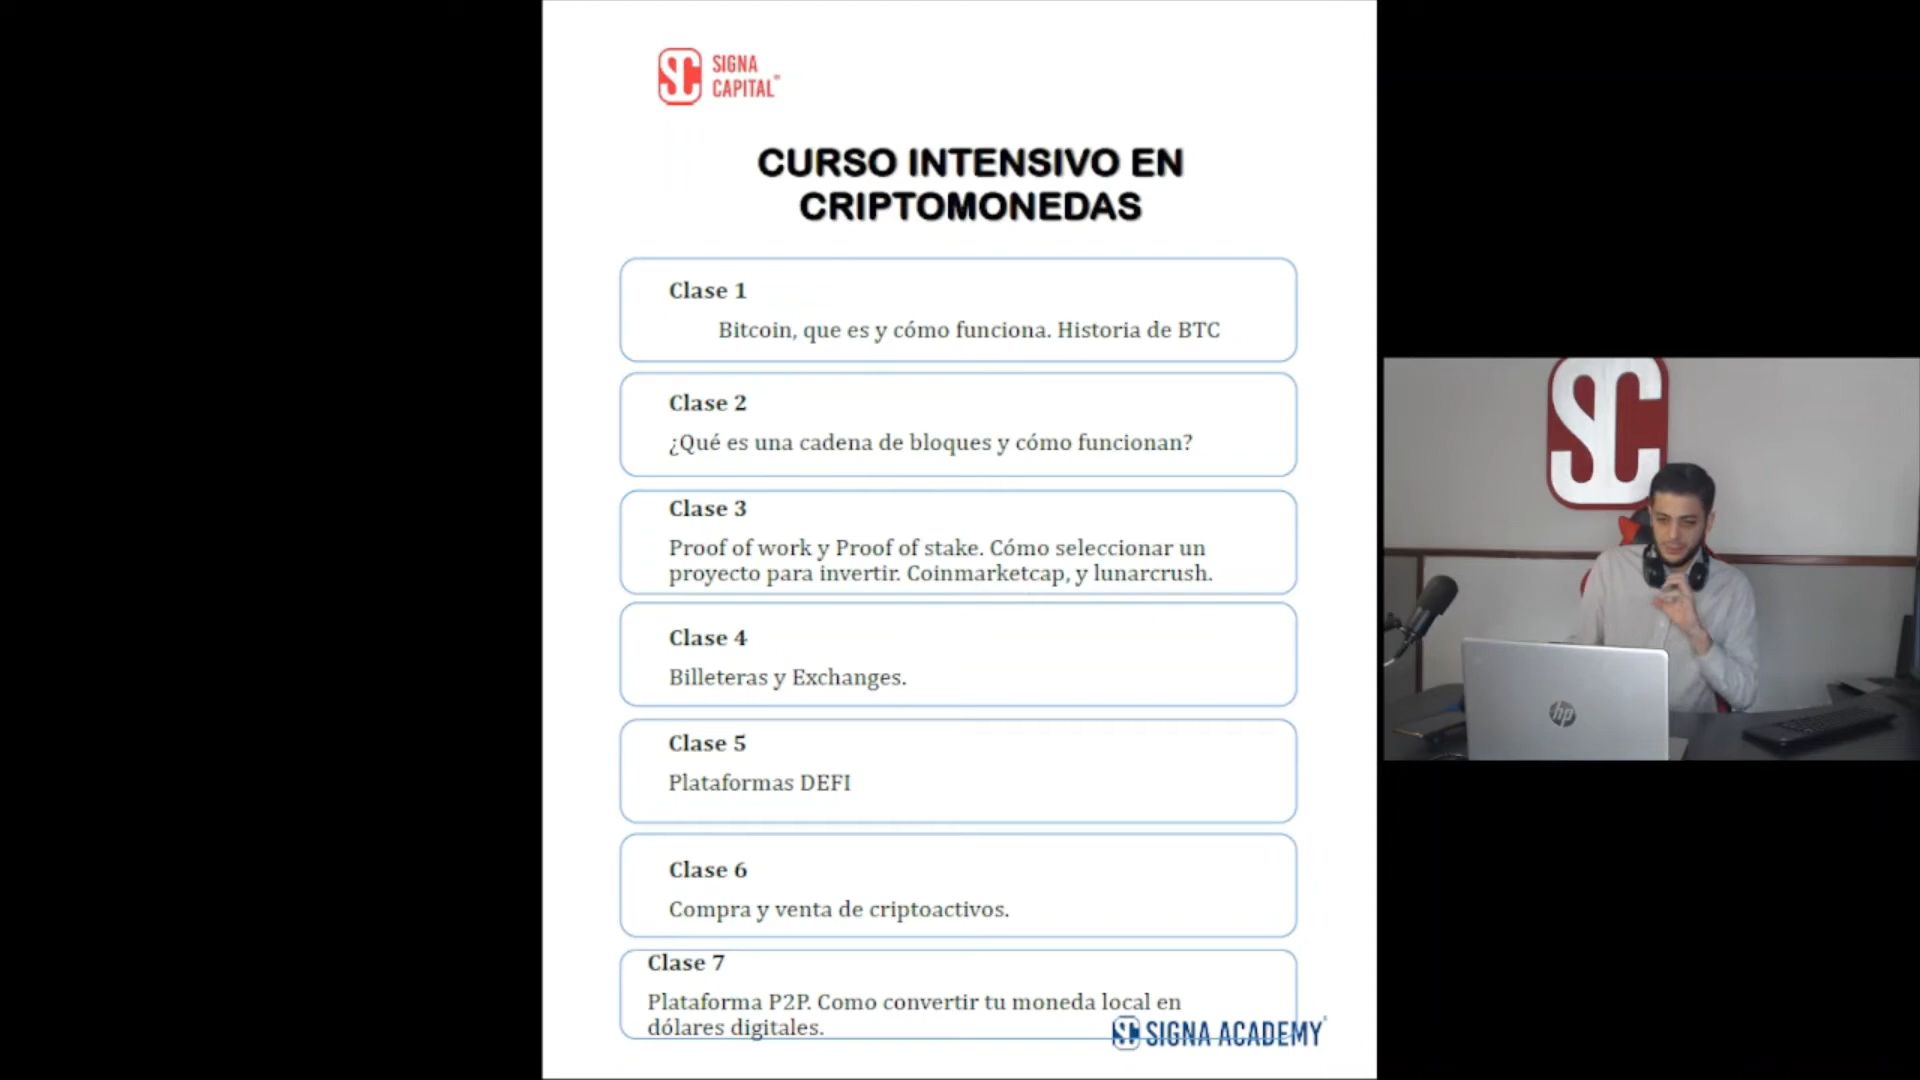 SIGNA
CAPITAL
CURSO INTENSIVO EN
CRIPTOMONEDAS
Clase 1
Bitcoin, que es y cómo funciona. Historia de BTC
Clase 2
¿Qué es una cadena de bloques y cómo funcionan?
Clase 3
Proof of work y Proof of stake. Cómo seleccionar un
proyecto para invertir. Coinmarketcap, y lunarcrush.
Clase 4
Billeteras y Exchanges.
Clase 5
Plataformas DEFI
Clase 6
Compra y venta de criptoactivos.
Clase 7
Plataforma P2P. Como convertir tu moneda local en
dólares digitales.
SIGNA ACADEMY
SC
hp